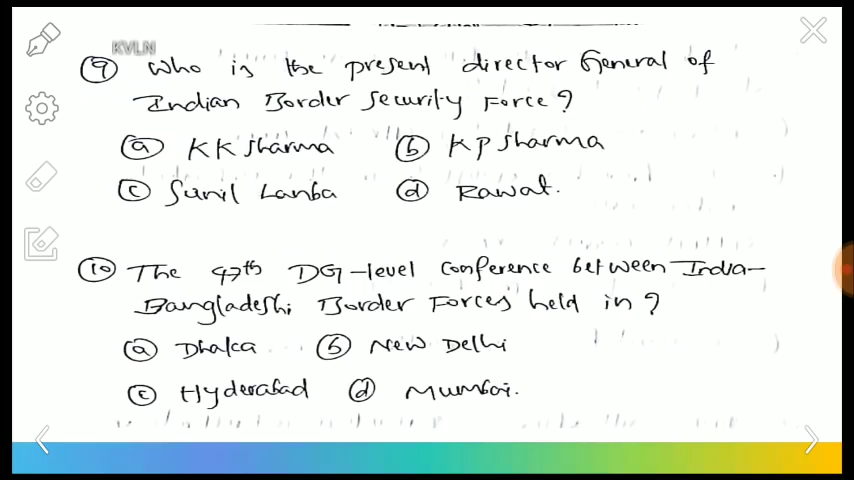 KVLN
9 Who is the present director General of
Indian Border Security Force?
a KK Sharma b KP Sharma
c Sunil Lanba d Rawat.
10 The 47th DG-level conference between India-
Bangladeshi Border Forces held in?
a Dhaka b New Delhi
c Hyderabad d Mumbai.